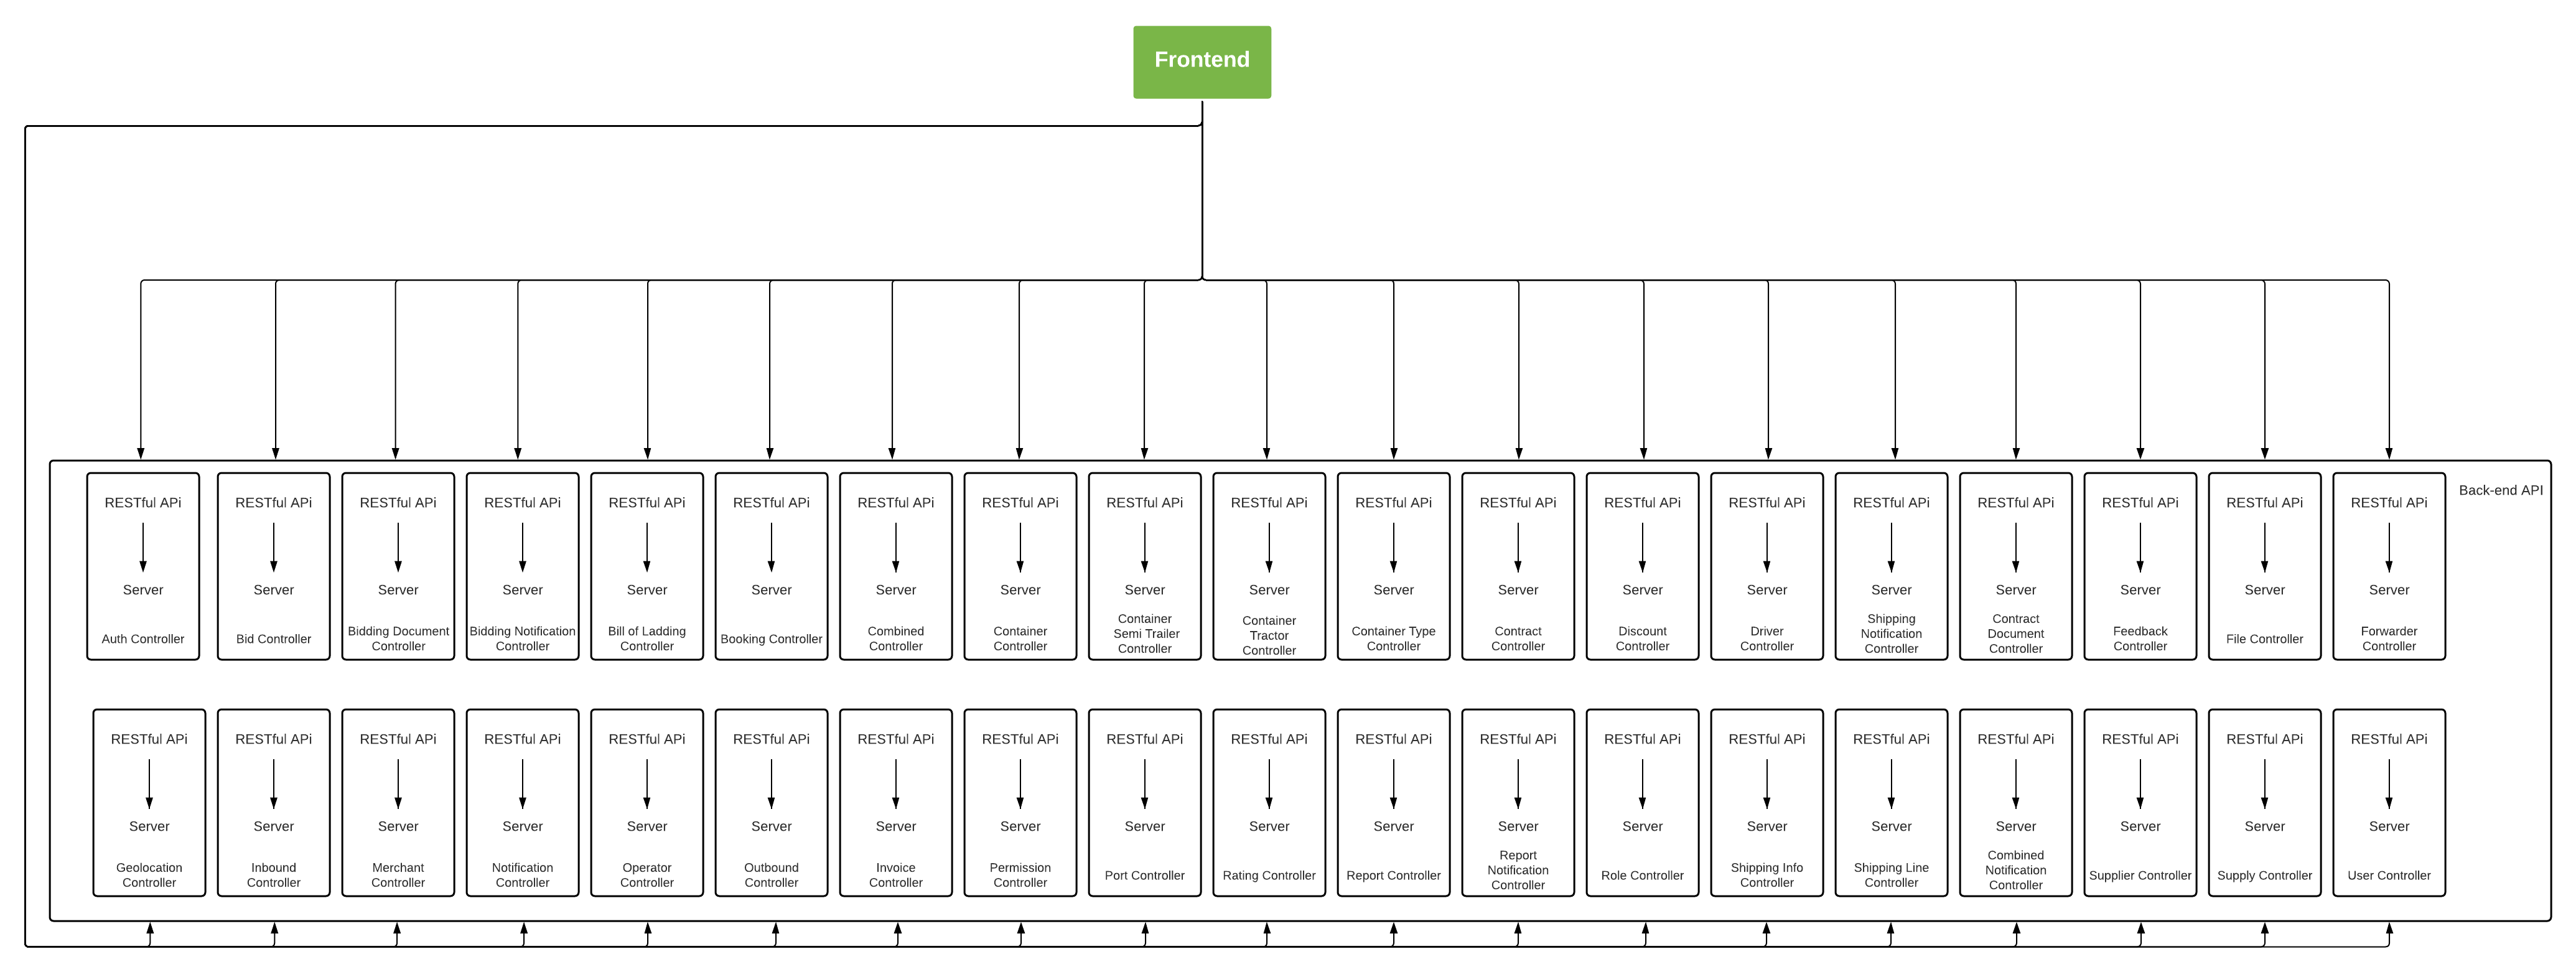 Frontend
Back-end API
RESTful APi
Server
Auth Controller
RESTful APi
Server
Bid Controller
RESTful APi
Server
Bidding Document
Controller
RESTful APi
Server
Bidding Notification
Controller
RESTful APi
Server
Bill of Ladding
Controller
RESTful APi
Server
Booking Controller
RESTful APi
Server
Combined
Controller
RESTful APi
Server
Container
Controller
RESTful APi
Server
Container
Semi Trailer
Controller
RESTful APi
Server
Container
Tractor
Controller
RESTful APi
Server
Container Type
Controller
RESTful APi
Server
Contract
Controller
RESTful APi
Server
Discount
Controller
RESTful APi
Server
Driver
Controller
RESTful APi
Server
Shipping
Notification
Controller
RESTful APi
Server
Contract
Document
Controller
RESTful APi
Server
Feedback
Controller
RESTful APi
Server
File Controller
RESTful APi
Server
Forwarder
Controller
RESTful APi
Server
Geolocation
Controller
RESTful APi
Server
Inbound
Controller
RESTful APi
Server
Merchant
Controller
RESTful APi
Server
Notification
Controller
RESTful APi
Server
Operator
Controller
RESTful APi
Server
Outbound
Controller
RESTful APi
Server
Invoice
Controller
RESTful APi
Server
Permission
Controller
RESTful APi
Server
Port Controller
RESTful APi
Server
Rating Controller
RESTful APi
Server
Report Controller
RESTful APi
Server
Report
Notification
Controller
RESTful APi
Server
Role Controller
RESTful APi
Server
Shipping Info
Controller
RESTful APi
Server
Shipping Line
Controller
RESTful APi
Server
Combined
Notification
Controller
RESTful APi
Server
Supplier Controller
RESTful APi
Server
Supply Controller
RESTful APi
Server
User Controller